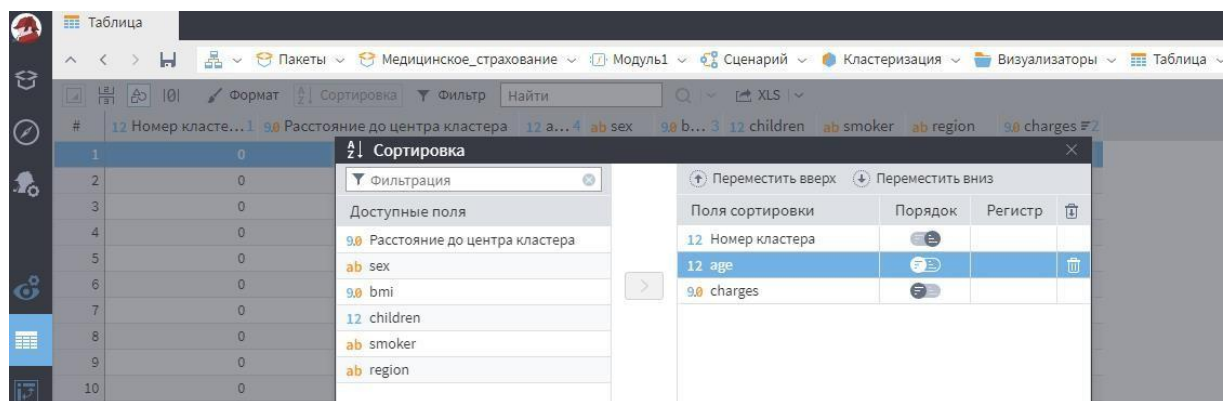 Таблица
Пакеты Медицинское_страхование Модуль1 Сценарий Кластеризация Визуализаторы Таблица
Формат Сортировка Фильтр Найти XLS
# 12 Номер класте...1 9.0 Расстояние до центра кластера 12 a...4 ab sex 9.0 b...3 12 children ab smoker ab region 9.0 charges 2
1 0
Сортировка
2 0
Фильтрация
Переместить вверх Переместить вниз
3 0
Доступные поля
Поля сортировки Порядок Регистр
4 0
9.0 Расстояние до центра кластера
12 Номер кластера
5 0
ab sex
12 age
6 0
9.0 bmi
9.0 charges
7 0
12 children
8 0
ab smoker
9 0
ab region
10 0